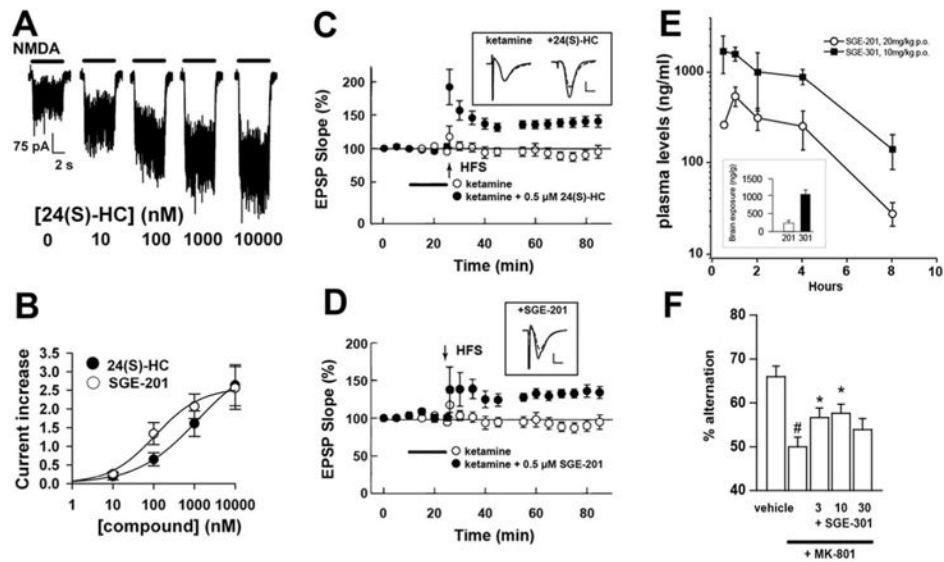 A
NMDA
75 pA
2 s
[24(S)-HC] (nM)
0 10 100 1000 10000
B
Current increase
3.5
3.0
2.5
2.0
1.5
1.0
0.5
0.0
24(S)-HC
SGE-201
1 10 100 1000 10000
[compound] (nM)
C
EPSP Slope (%)
200
150
100
50
0
ketamine +24(S)-HC
HFS
ketamine
ketamine + 0.5 µM 24(S)-HC
0 20 40 60 80
Time (min)
D
EPSP Slope (%)
200
150
100
50
0
+SGE-201
HFS
ketamine
ketamine + 0.5 µM SGE-201
0 20 40 60 80
Time (min)
E
plasma levels (ng/ml)
1000
100
10
SGE-201, 20mg/kg p.o.
SGE-301, 10mg/kg p.o.
Brain exposure (ng/g)
1500
1000
500
0
201 301
0 2 4 6 8 10
Hours
F
% alternation
70
60
50
40
# * *
vehicle 3 10 30
+ SGE-301
+ MK-801